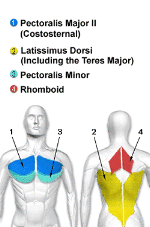 1 Pectoralis Major II
(Costosternal)
2 Latissimus Dorsi
(Including the Teres Major)
3 Pectoralis Minor
4 Rhomboid
1 3 2 4